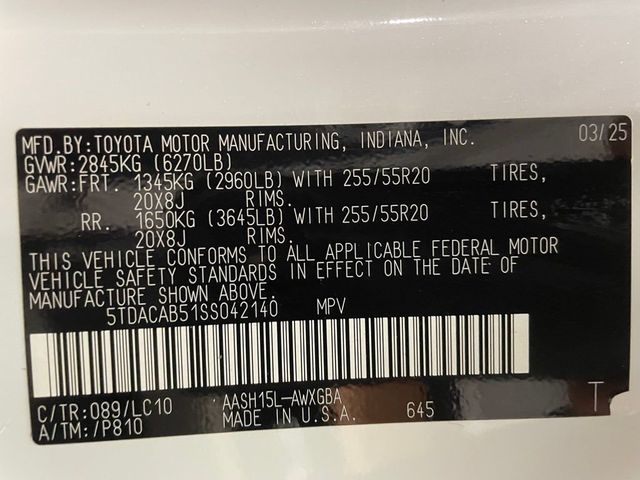 MFD.BY:TOYOTA MOTOR MANUFACTURING, INDIANA, INC. 03/25
GVWR:2845KG (6270LB)
GAWR:FRT. 1345KG (2960LB) WITH 255/55R20 TIRES,
20X8J RIMS.
RR. 1650KG (3645LB) WITH 255/55R20 TIRES,
20X8J RIMS.
THIS VEHICLE CONFORMS TO ALL APPLICABLE FEDERAL MOTOR
VEHICLE SAFETY STANDARDS IN EFFECT ON THE DATE OF
MANUFACTURE SHOWN ABOVE.
5TDACAB51SS042140 MPV
C/TR:089/LC10 AASH15L-AWXGBA T
A/TM:/P810 MADE IN U.S.A. 645